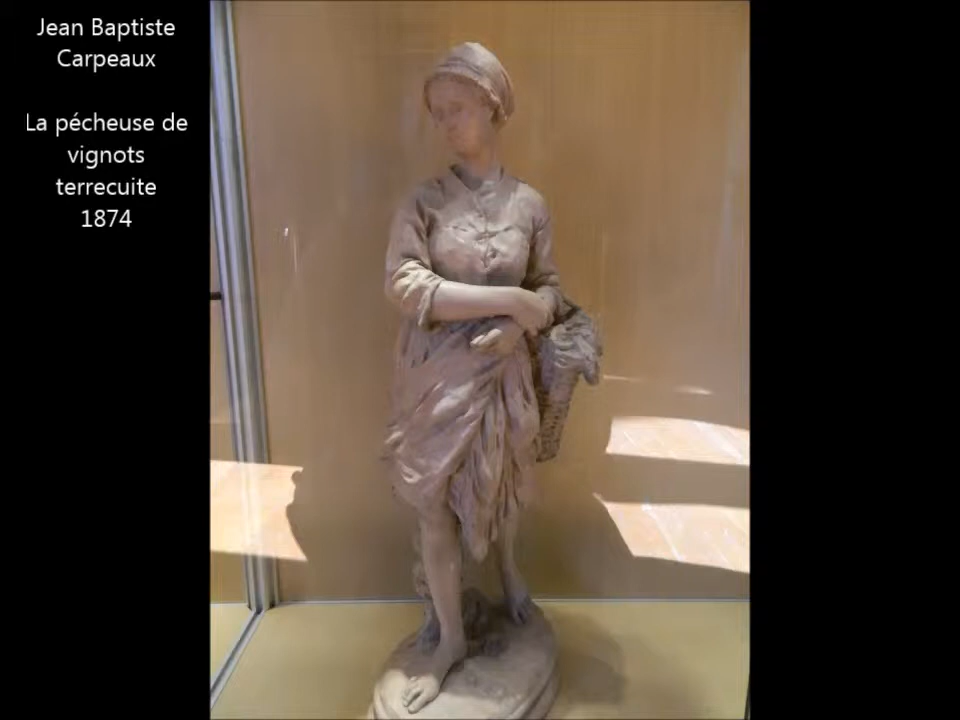 Jean Baptiste
Carpeaux
La pécheuse de
vignots
terrecuite
1874